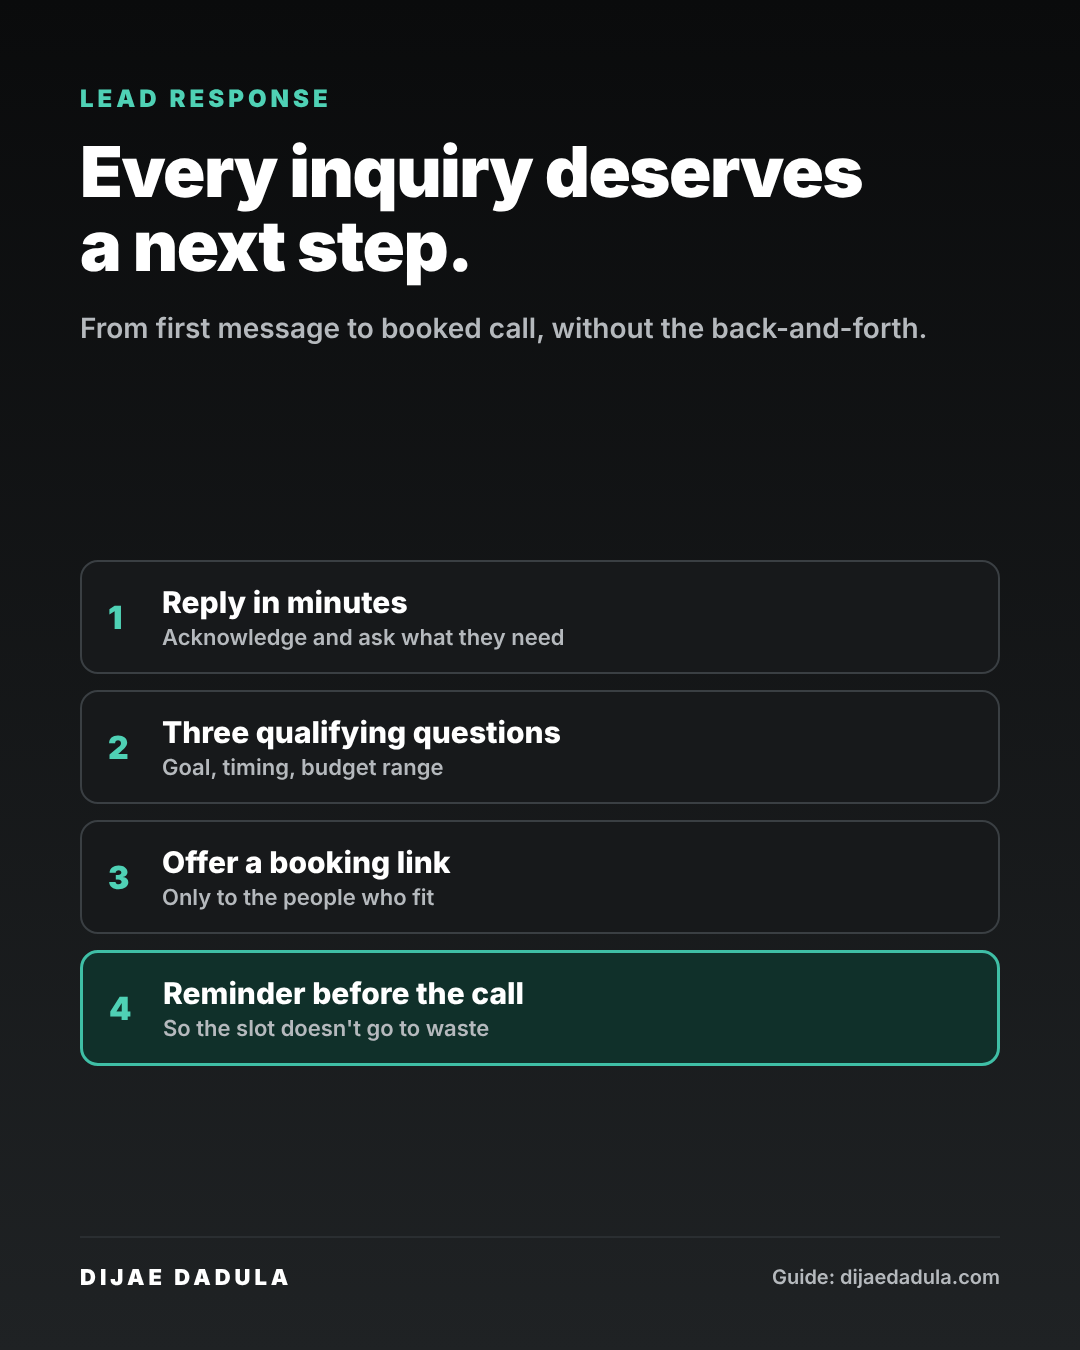 LEAD RESPONSE
Every inquiry deserves
a next step.
From first message to booked call, without the back-and-forth.
1
Reply in minutes
Acknowledge and ask what they need
2
Three qualifying questions
Goal, timing, budget range
3
Offer a booking link
Only to the people who fit
4
Reminder before the call
So the slot doesn't go to waste
DIJAE DADULA
Guide: dijaedadula.com